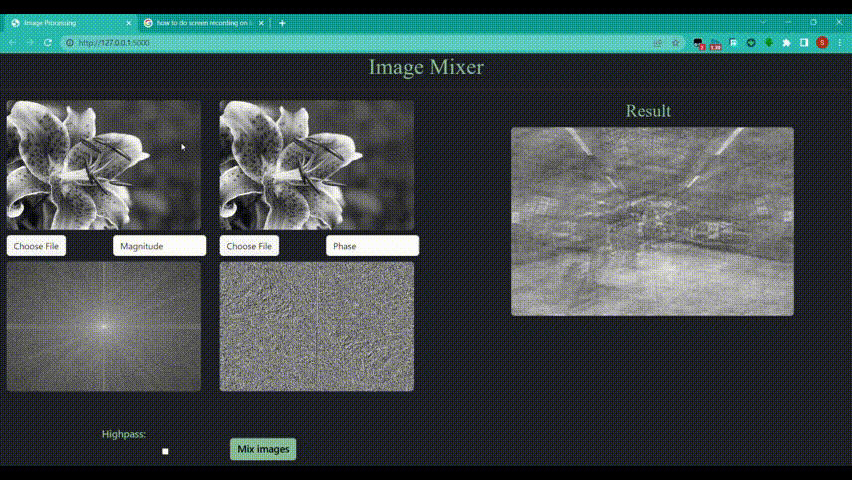 Image Processing
how to do screen recording on
http://127.0.0.1:5000
Image Mixer
Result
Choose File
Magnitude
Choose File
Phase
Highpass:
Mix images